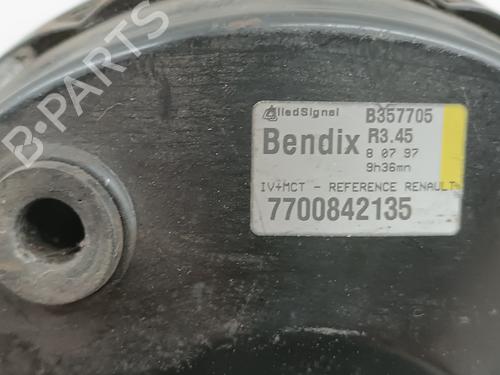 AlliedSignal B357705
Bendix R3.45
8 07 97
9h36mn
IV+MCT - REFERENCE RENAULT
7700842135
B-PARTS